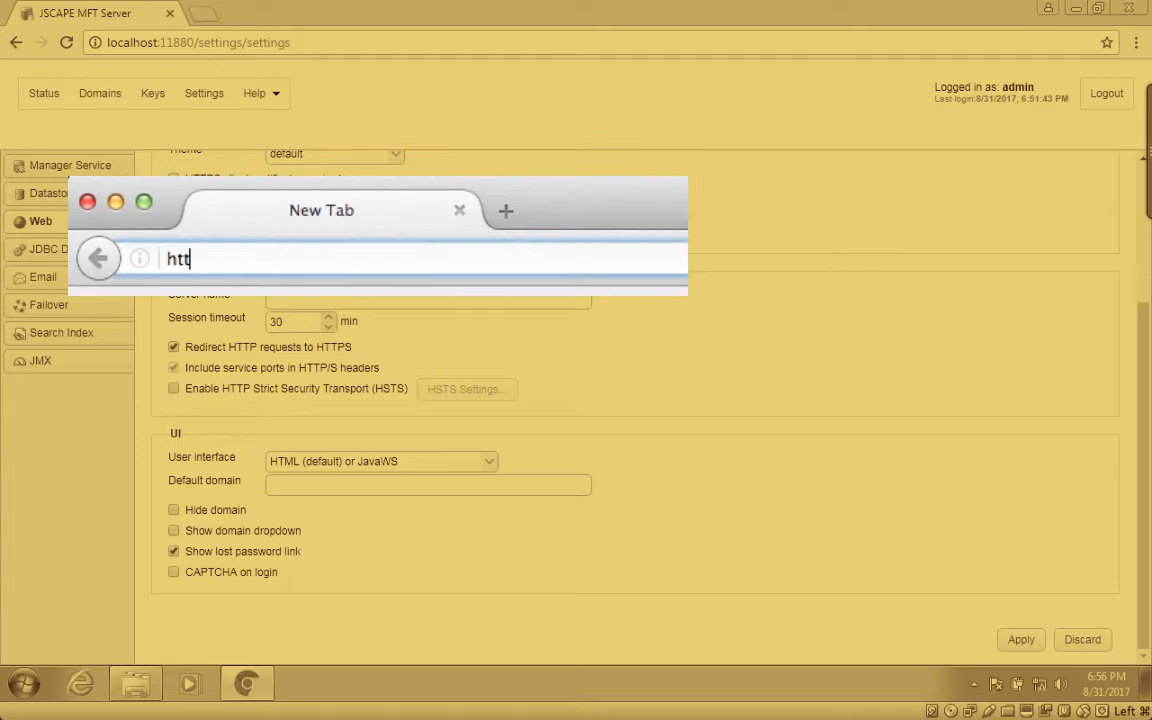 JSCAPE MFT Server
localhost:11880/settings/settings
Status Domains Keys Settings Help
Logged in as: admin
Last login:8/31/2017, 6:51:43 PM
Logout
Manager Service
Web
JDBC D
Email
Failover
Search Index
JMX
default
New Tab
htt
Session timeout 30 min
Redirect HTTP requests to HTTPS
Include service ports in HTTP/S headers
Enable HTTP Strict Security Transport (HSTS) HSTS Settings...
UI
User interface HTML (default) or JavaWS
Default domain
Hide domain
Show domain dropdown
Show lost password link
CAPTCHA on login
Apply Discard
6:56 PM
8/31/2017
Left ⌘